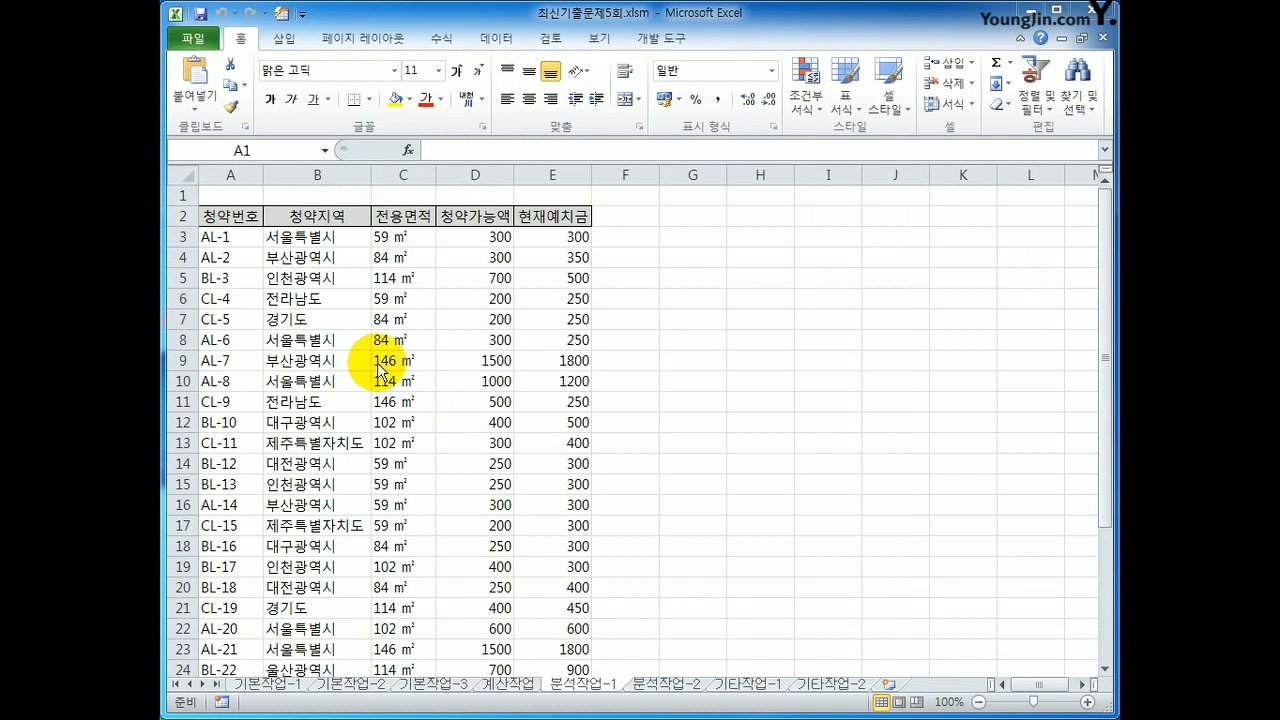 최신기출문제5회.xlsm - Microsoft Excel
YoungJin.com Y.
파일 홈 삽입 페이지 레이아웃 수식 데이터 검토 보기 개발 도구
맑은 고딕 11 일반
붙여넣기
가 가 가 가 내천
조건부 서식 표 서식 셀 스타일
삽입 삭제 서식
정렬 및 필터 찾기 및 선택
클립보드 글꼴 맞춤 표시 형식 스타일 셀 편집
A1 fx
A B C D E F G H I J K L M
1
2 청약번호 청약지역 전용면적 청약가능액 현재예치금
3 AL-1 서울특별시 59 ㎡ 300 300
4 AL-2 부산광역시 84 ㎡ 300 350
5 BL-3 인천광역시 114 ㎡ 700 500
6 CL-4 전라남도 59 ㎡ 200 250
7 CL-5 경기도 84 ㎡ 200 250
8 AL-6 서울특별시 84 ㎡ 300 250
9 AL-7 부산광역시 146 ㎡ 1500 1800
10 AL-8 서울특별시 114 ㎡ 1000 1200
11 CL-9 전라남도 146 ㎡ 500 250
12 BL-10 대구광역시 102 ㎡ 400 500
13 CL-11 제주특별자치도 102 ㎡ 300 400
14 BL-12 대전광역시 59 ㎡ 250 300
15 BL-13 인천광역시 59 ㎡ 250 300
16 AL-14 부산광역시 59 ㎡ 300 300
17 CL-15 제주특별자치도 59 ㎡ 200 300
18 BL-16 대구광역시 84 ㎡ 250 300
19 BL-17 인천광역시 102 ㎡ 400 300
20 BL-18 대전광역시 84 ㎡ 250 400
21 CL-19 경기도 114 ㎡ 400 450
22 AL-20 서울특별시 102 ㎡ 600 600
23 AL-21 서울특별시 146 ㎡ 1500 1800
24 BL-22 울산광역시 114 ㎡ 700 900
기본작업-1 기본작업-2 기본작업-3 계산작업 분석작업-1 분석작업-2 기타작업-1 기타작업-2
준비 100%